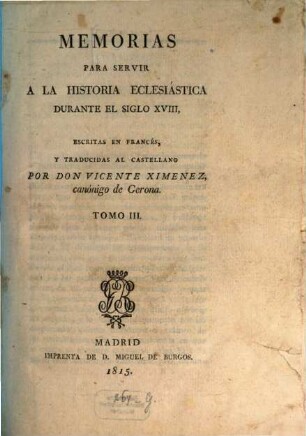 MEMORIAS
PARA SERVIR
A LA HISTORIA ECLESIÁSTICA
DURANTE EL SIGLO XVIII,
ESCRITAS EN FRANCÉS,
Y TRADUCIDAS AL CASTELLANO
POR DON VICENTE XIMENEZ,
canónigo de Gerona.
TOMO III.
MADRID
IMPRENTA DE D. MIGUEL DE BURGOS.
1815.